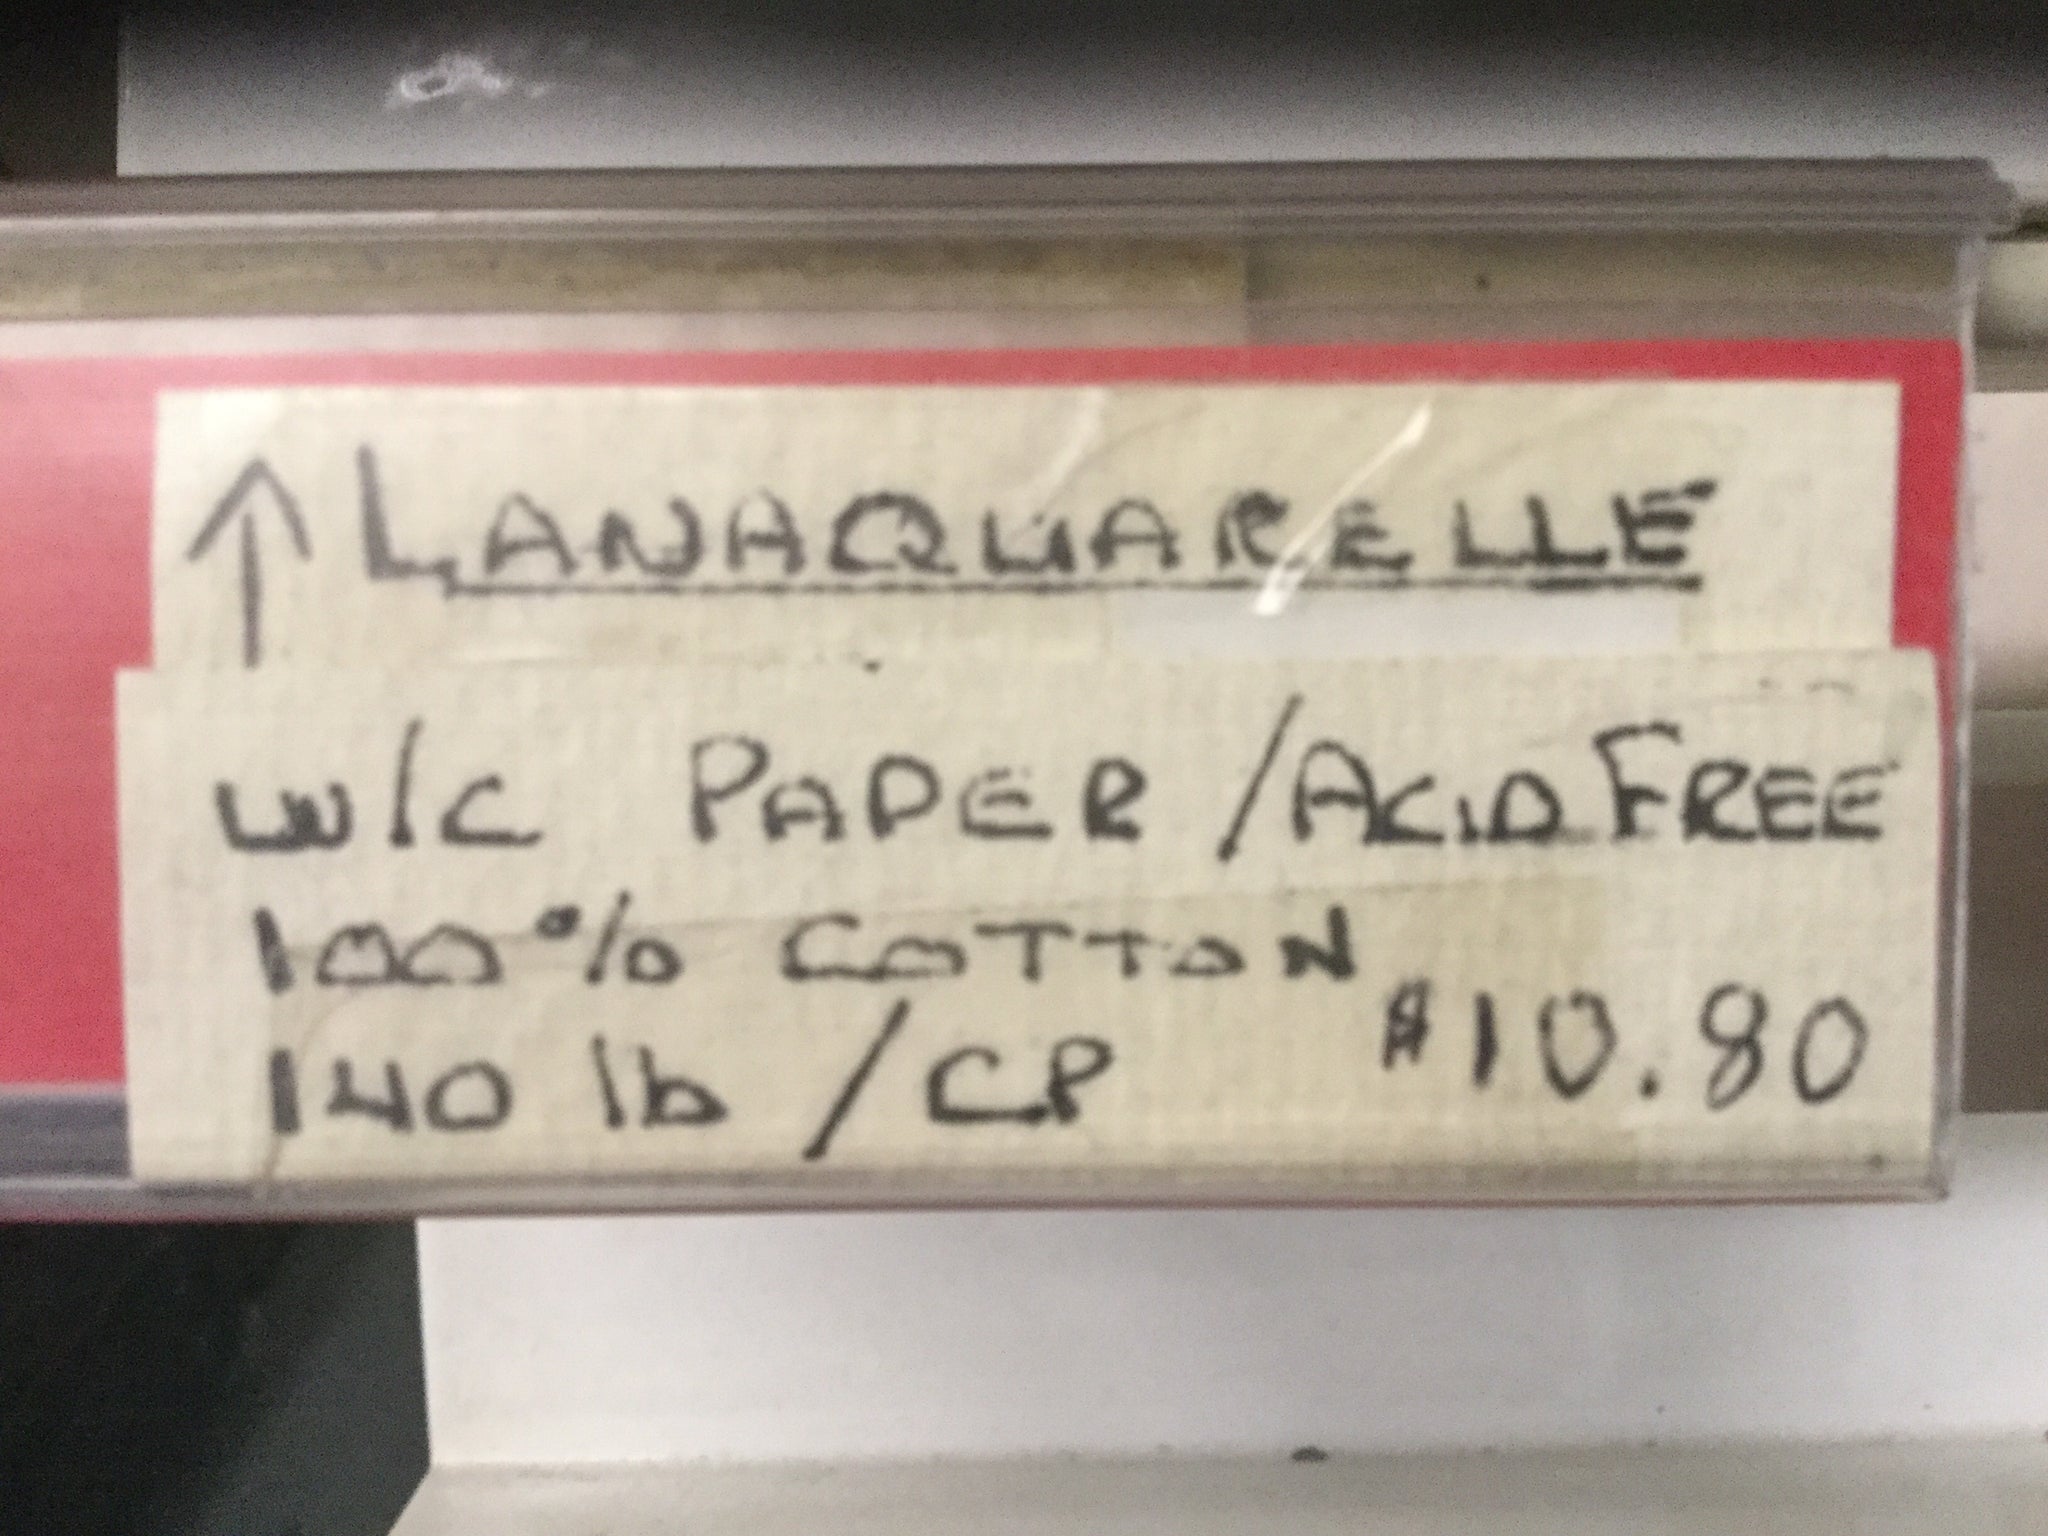 ↑ LANAQUARELLE
W/C PAPER / ACID FREE
100% COTTON
140 lb / CP $10.80